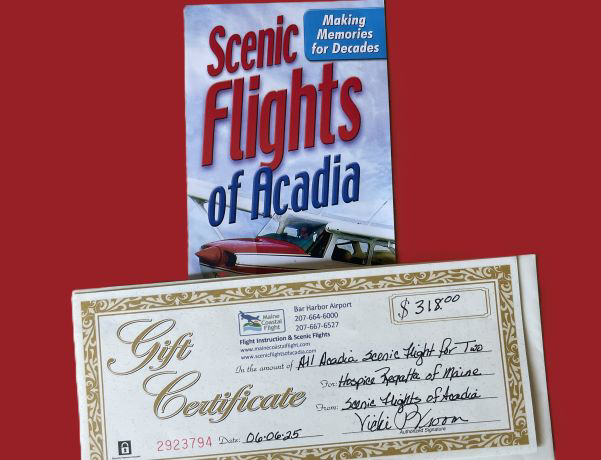 Making
Memories
for Decades
Scenic
Flights
of Acadia
Gift
Certificate
Maine
Coastal
Flight
Bar Harbor Airport
207-664-6000
207-667-6527
Flight Instruction & Scenic Flights
www.mainecoastalflight.com
www.scenicflightsofacadia.com
$ 318.00
In the amount of All Acadia Scenic Flight for Two
For: Hospice Regatta of Maine
From: Scenic Flights of Acadia
Vicki
Authorized Signature
2923794 Date: 06-06-25